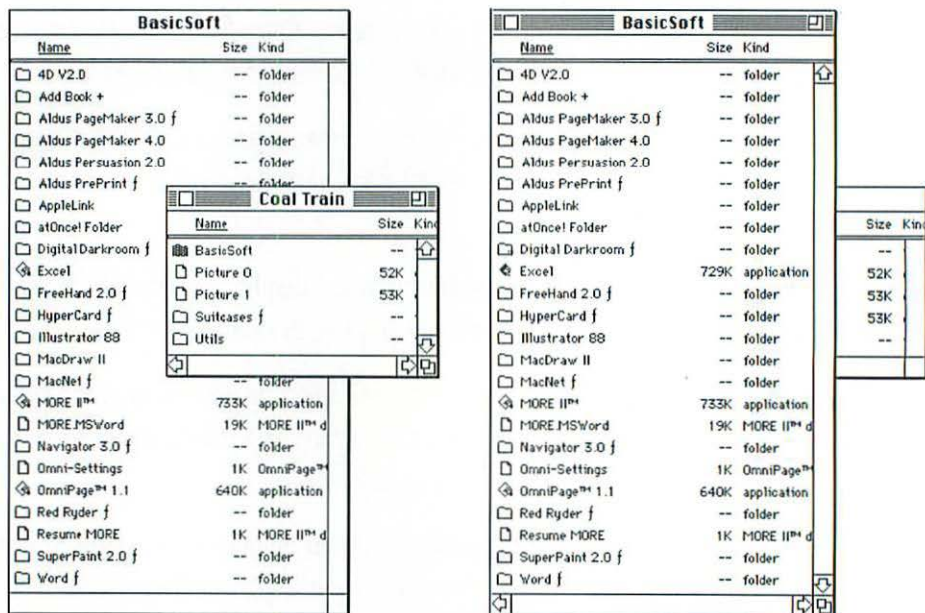 BasicSoft
Name Size Kind
4D V2.0 -- folder
Add Book + -- folder
Aldus PageMaker 3.0 ƒ -- folder
Aldus PageMaker 4.0 -- folder
Aldus Persuasion 2.0 -- folder
Aldus PrePrint ƒ -- folder
AppleLink
atOnce! Folder
Digital Darkroom ƒ
Excel
FreeHand 2.0 ƒ
HyperCard ƒ
Illustrator 88
MacDraw II
MacNet ƒ -- folder
MORE II™ 733K application
MORE.MSWord 19K MORE II™ d
Navigator 3.0 ƒ -- folder
Omni-Settings 1K OmniPage™
OmniPage™ 1.1 640K application
Red Ryder ƒ -- folder
Resume MORE 1K MORE II™ d
SuperPaint 2.0 ƒ -- folder
Word ƒ -- folder
Coal Train
Name Size Kind
BasicSoft --
Picture 0 52K
Picture 1 53K
Suitcases ƒ --
Utils --
BasicSoft
Name Size Kind
4D V2.0 -- folder
Add Book + -- folder
Aldus PageMaker 3.0 ƒ -- folder
Aldus PageMaker 4.0 -- folder
Aldus Persuasion 2.0 -- folder
Aldus PrePrint ƒ -- folder
AppleLink -- folder
atOnce! Folder -- folder
Digital Darkroom ƒ -- folder
Excel 729K application
FreeHand 2.0 ƒ -- folder
HyperCard ƒ -- folder
Illustrator 88 -- folder
MacDraw II -- folder
MacNet ƒ -- folder
MORE II™ 733K application
MORE.MSWord 19K MORE II™ d
Navigator 3.0 ƒ -- folder
Omni-Settings 1K OmniPage™
OmniPage™ 1.1 640K application
Red Ryder ƒ -- folder
Resume MORE 1K MORE II™ d
SuperPaint 2.0 ƒ -- folder
Word ƒ -- folder
Size Kind
--
52K
53K
53K
--